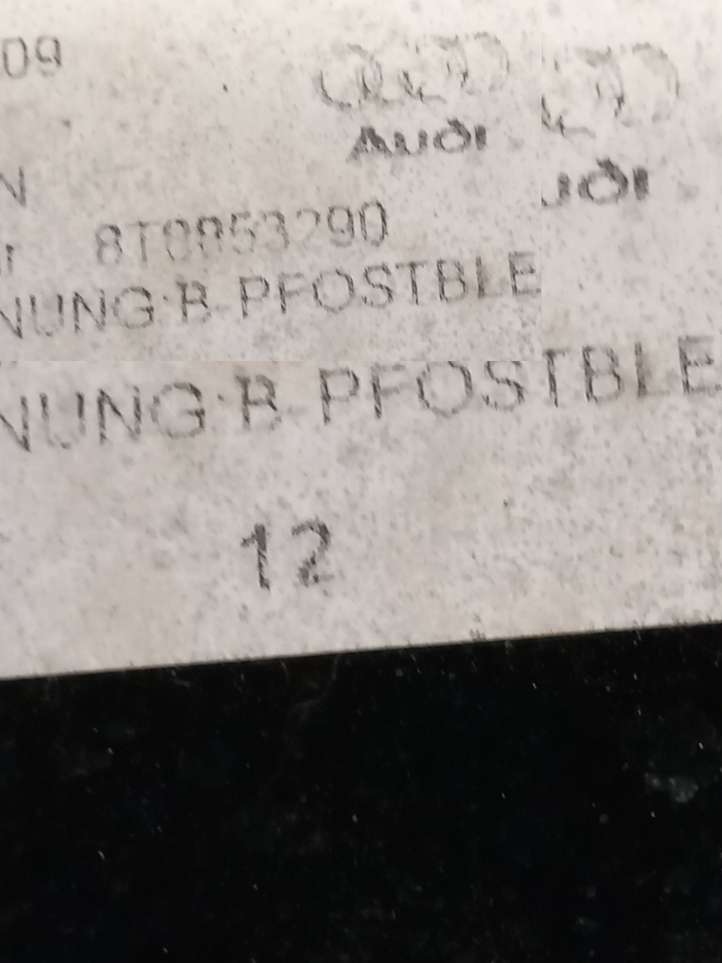 09
AUDI
N
8T0853290
NUNG:B-PFOSTBLE
NUNG:B-PFOSTBLE
12